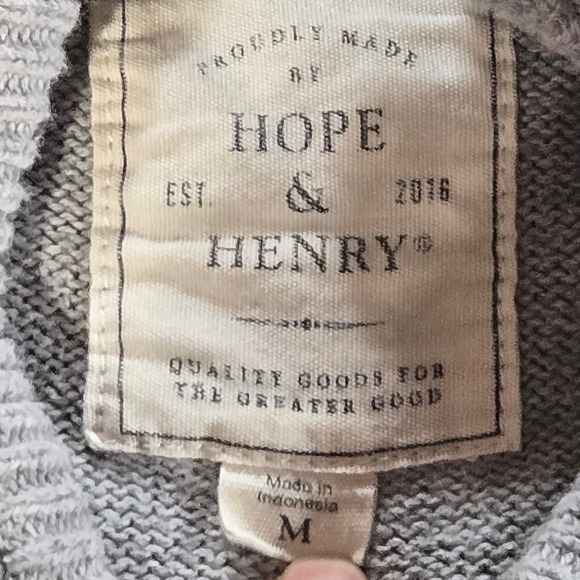 PROUDLY MADE
BY
HOPE
EST. & 2016
HENRY®
QUALITY GOODS FOR
THE GREATER GOOD
Made in
Indonesia
M